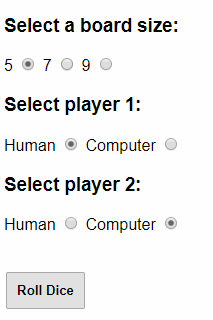 Select a board size:
5 7 9
Select player 1:
Human Computer
Select player 2:
Human Computer
Roll Dice